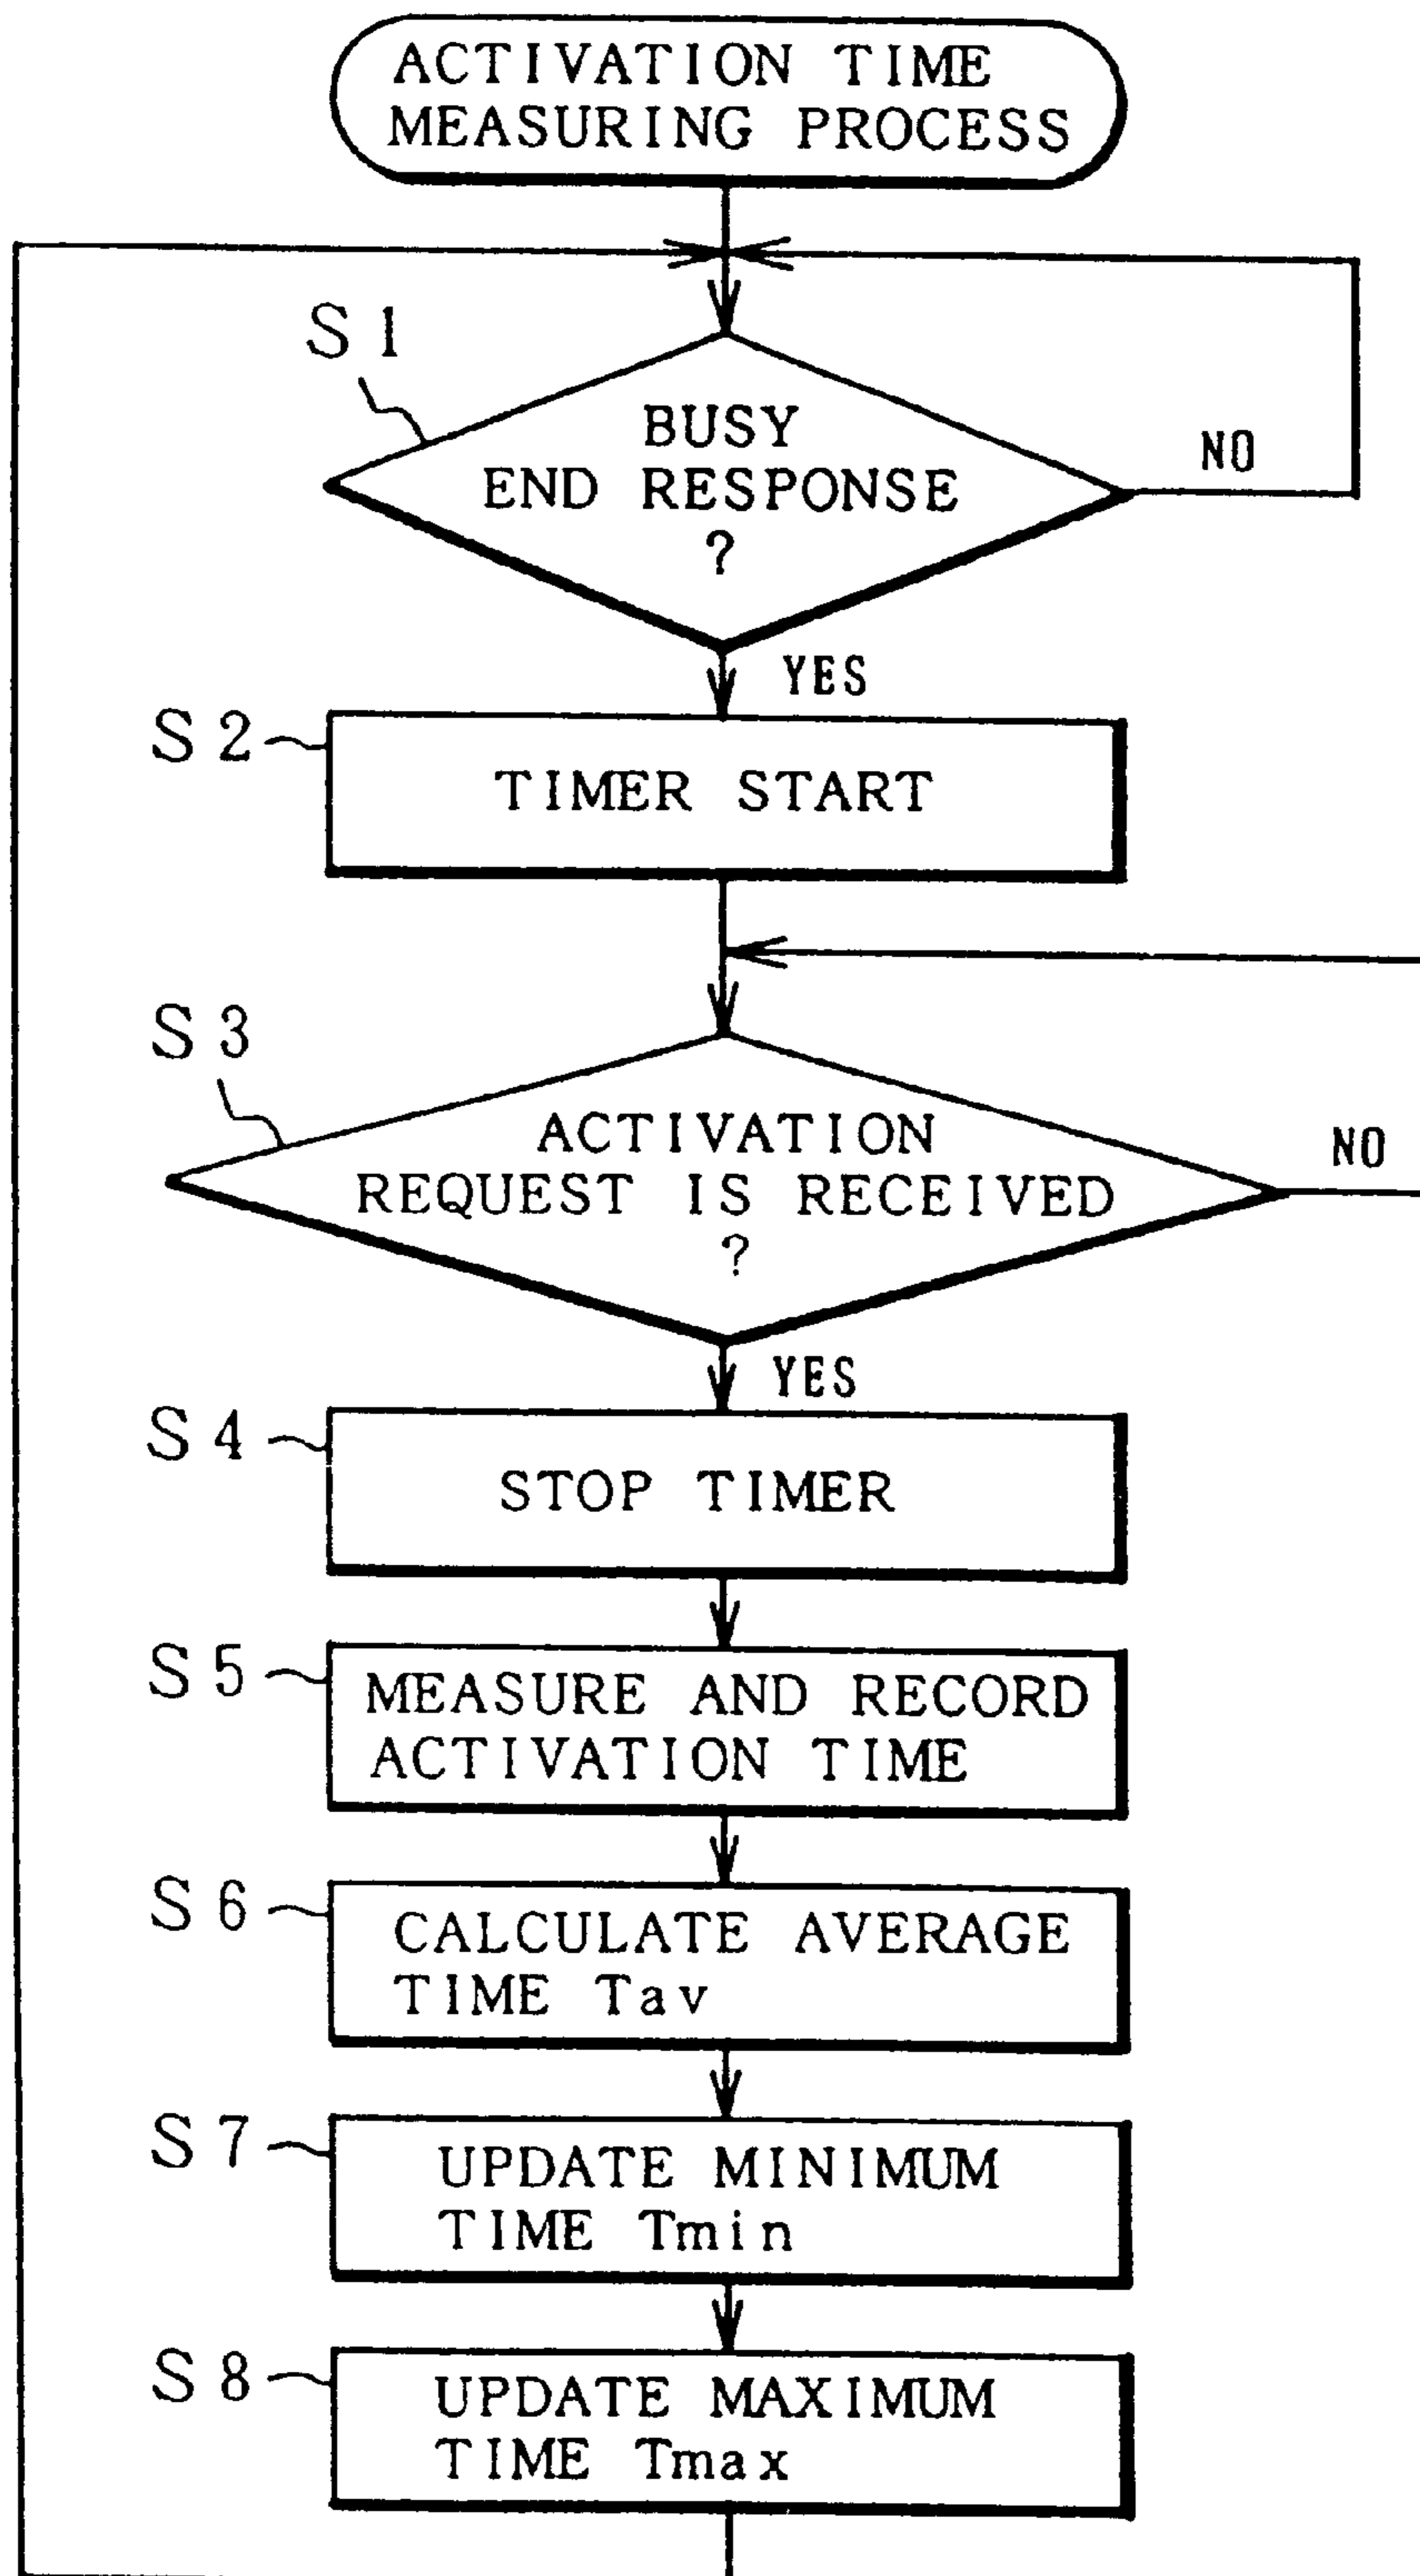 ACTIVATION TIME
MEASURING PROCESS
S1
BUSY
END RESPONSE
?
NO
YES
S2
TIMER START
S3
ACTIVATION
REQUEST IS RECEIVED
?
NO
YES
S4
STOP TIMER
S5
MEASURE AND RECORD
ACTIVATION TIME
S6
CALCULATE AVERAGE
TIME Tav
S7
UPDATE MINIMUM
TIME Tmin
S8
UPDATE MAXIMUM
TIME Tmax